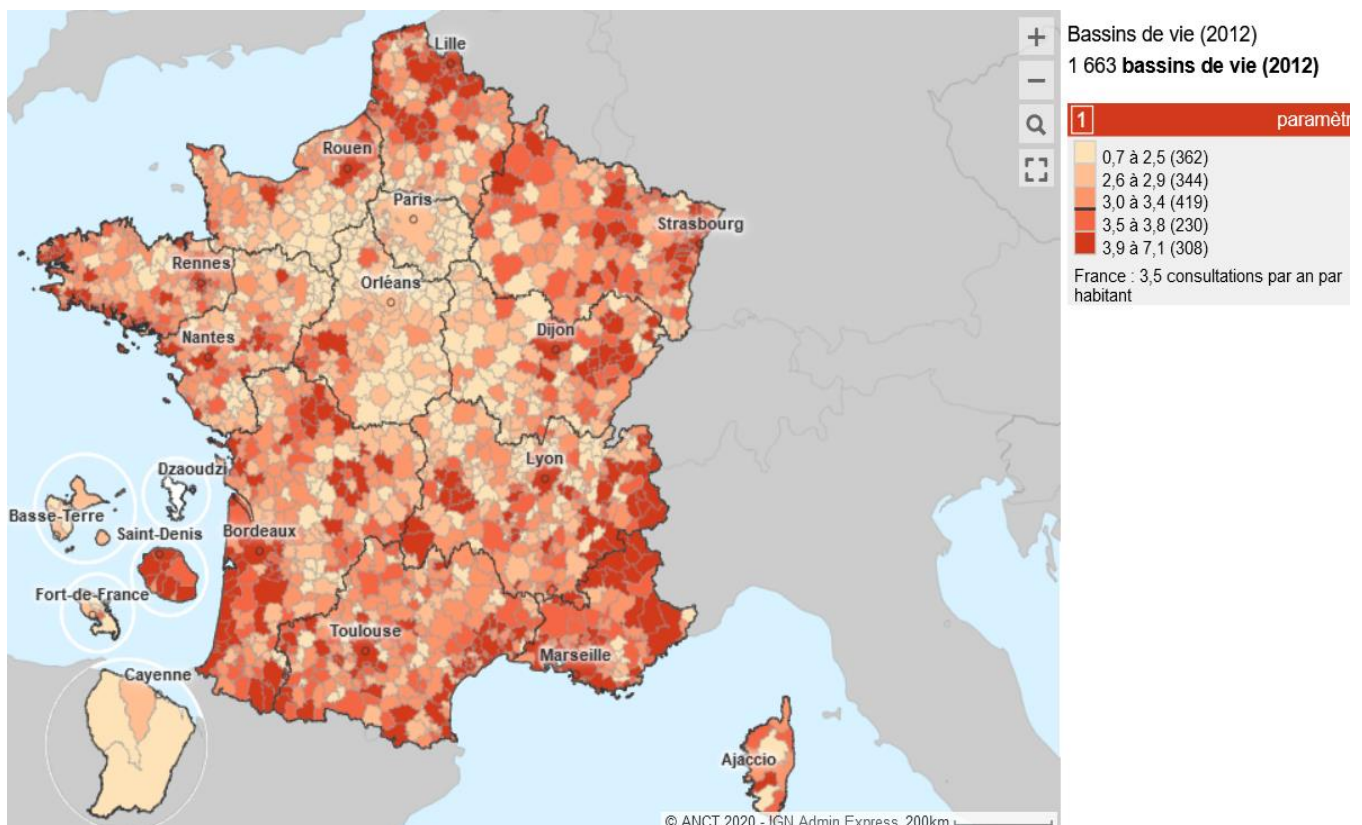 Lille
Rouen
Paris
Strasbourg
Rennes
Orléans
Nantes
Dijon
Lyon
Dzaoudzi
Basse-Terre
Saint-Denis
Bordeaux
Fort-de-France
Toulouse
Marseille
Cayenne
Ajaccio
© ANCT 2020 - IGN Admin Express 200km
+
−
Bassins de vie (2012)
1 663 bassins de vie (2012)
1 paramètr
0,7 à 2,5 (362)
2,6 à 2,9 (344)
3,0 à 3,4 (419)
3,5 à 3,8 (230)
3,9 à 7,1 (308)
France : 3,5 consultations par an par
habitant